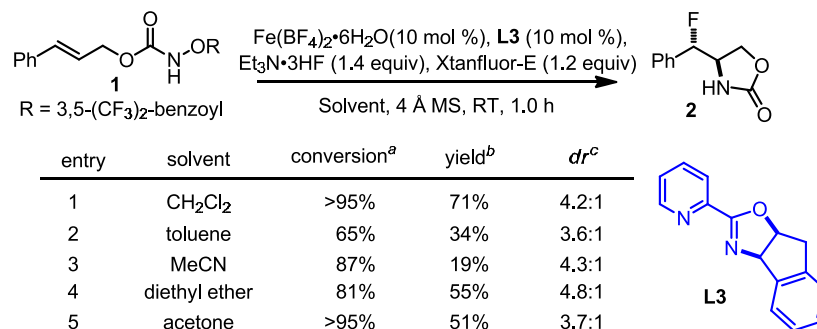 Ph O O N H OR
1
R = 3,5-(CF₃)₂-benzoyl
Fe(BF₄)₂•6H₂O(10 mol %), L3 (10 mol %),
Et₃N•3HF (1.4 equiv), Xtanfluor-E (1.2 equiv)
Solvent, 4 Å MS, RT, 1.0 h
F
Ph O
HN
O
2
entry solvent conversionᵃ yieldᵇ drᶜ
1 CH₂Cl₂ >95% 71% 4.2:1
2 toluene 65% 34% 3.6:1
3 MeCN 87% 19% 4.3:1
4 diethyl ether 81% 55% 4.8:1
5 acetone >95% 51% 3.7:1
N O
N
L3